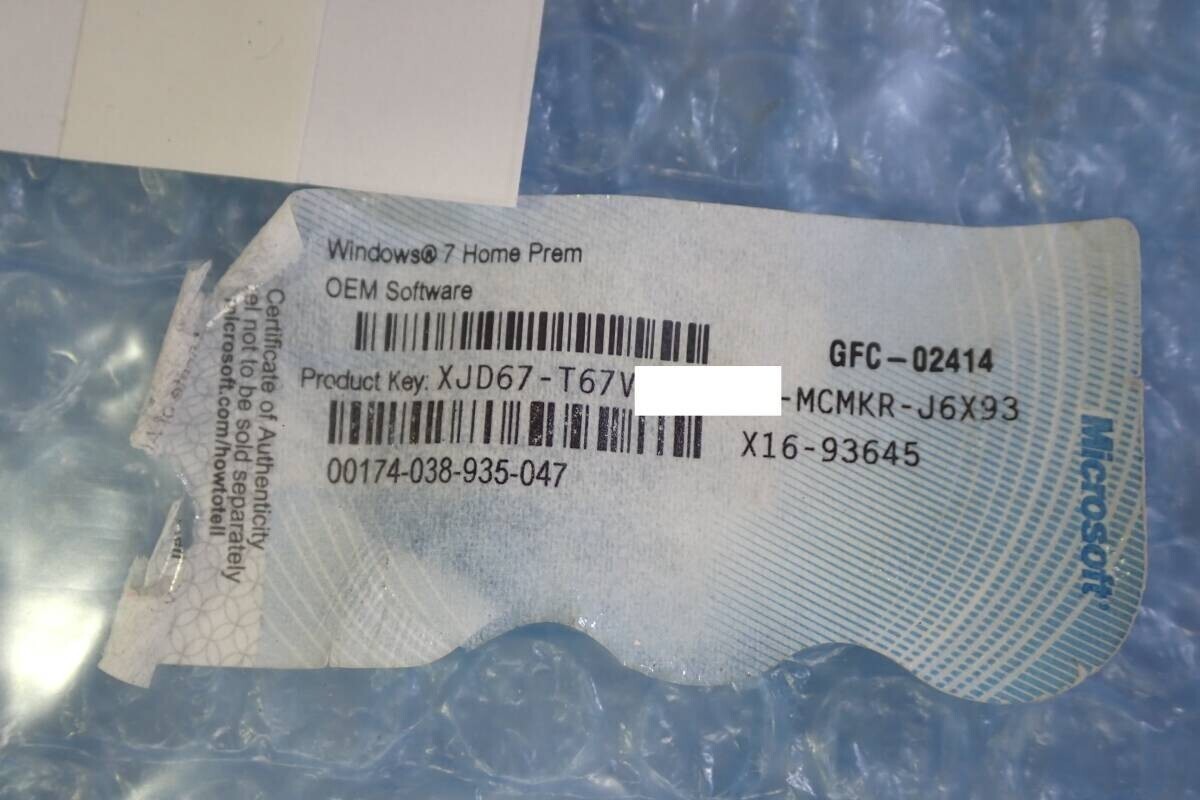 Windows® 7 Home Prem
OEM Software
GFC-02414
Product Key: XJD67-T67V
-MCMKR-J6X93
X16-93645
00174-038-935-047
Certificate of Authenticity
el not to be sold separately
microsoft.com/howtotell
Microsoft®